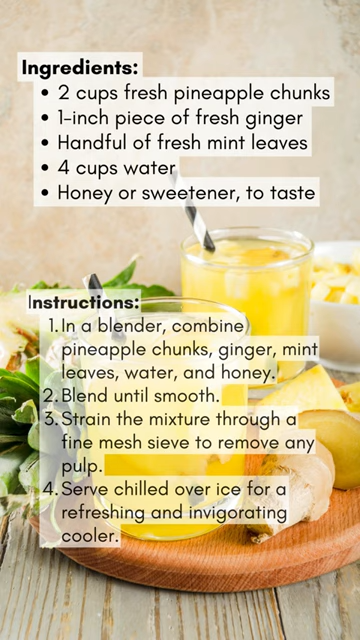 Ingredients:
• 2 cups fresh pineapple chunks
• 1-inch piece of fresh ginger
• Handful of fresh mint leaves
• 4 cups water
• Honey or sweetener, to taste
Instructions:
1. In a blender, combine
pineapple chunks, ginger, mint
leaves, water, and honey.
2. Blend until smooth.
3. Strain the mixture through a
fine mesh sieve to remove any
pulp.
4. Serve chilled over ice for a
refreshing and invigorating
cooler.